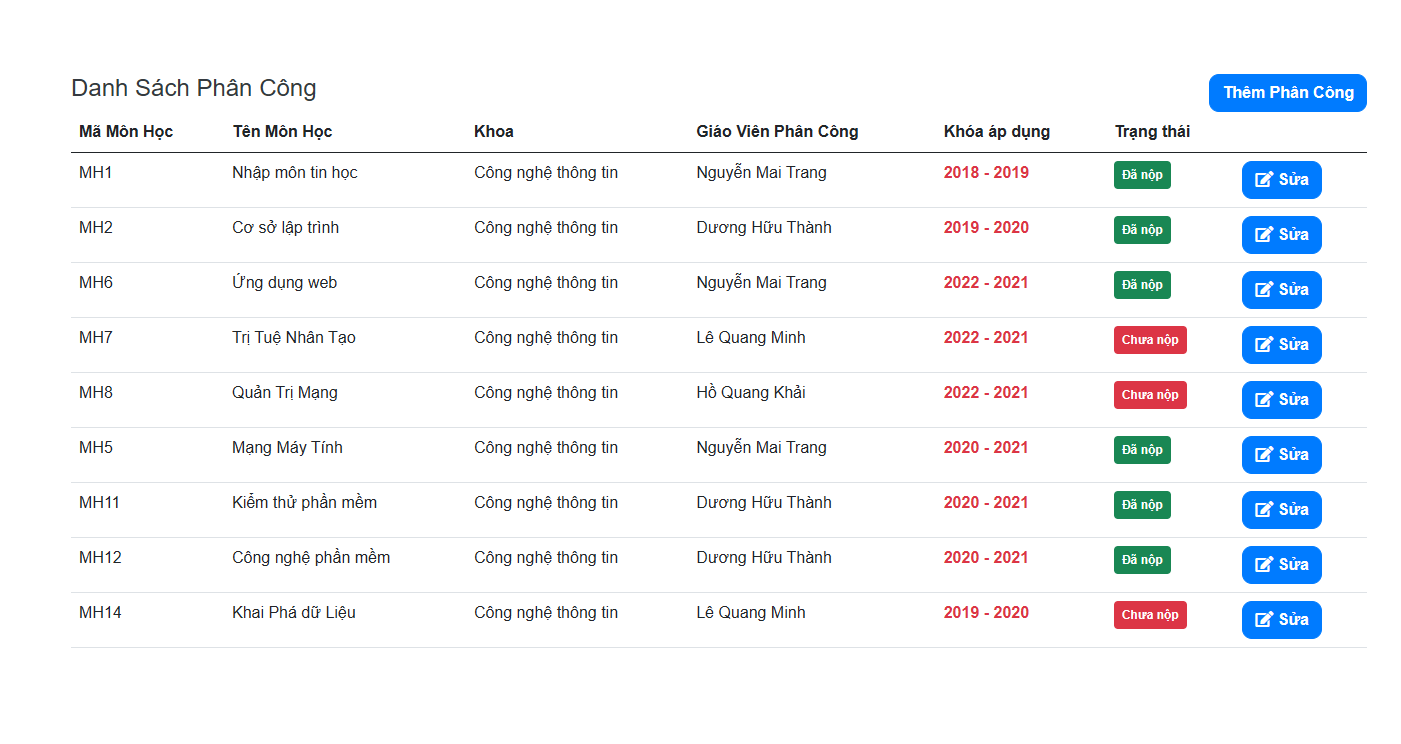 Danh Sách Phân Công
Thêm Phân Công
Mã Môn Học Tên Môn Học Khoa Giáo Viên Phân Công Khóa áp dụng Trạng thái
MH1 Nhập môn tin học Công nghệ thông tin Nguyễn Mai Trang 2018 - 2019 Đã nộp Sửa
MH2 Cơ sở lập trình Công nghệ thông tin Dương Hữu Thành 2019 - 2020 Đã nộp Sửa
MH6 Ứng dụng web Công nghệ thông tin Nguyễn Mai Trang 2022 - 2021 Đã nộp Sửa
MH7 Trị Tuệ Nhân Tạo Công nghệ thông tin Lê Quang Minh 2022 - 2021 Chưa nộp Sửa
MH8 Quản Trị Mạng Công nghệ thông tin Hồ Quang Khải 2022 - 2021 Chưa nộp Sửa
MH5 Mạng Máy Tính Công nghệ thông tin Nguyễn Mai Trang 2020 - 2021 Đã nộp Sửa
MH11 Kiểm thử phần mềm Công nghệ thông tin Dương Hữu Thành 2020 - 2021 Đã nộp Sửa
MH12 Công nghệ phần mềm Công nghệ thông tin Dương Hữu Thành 2020 - 2021 Đã nộp Sửa
MH14 Khai Phá dữ Liệu Công nghệ thông tin Lê Quang Minh 2019 - 2020 Chưa nộp Sửa